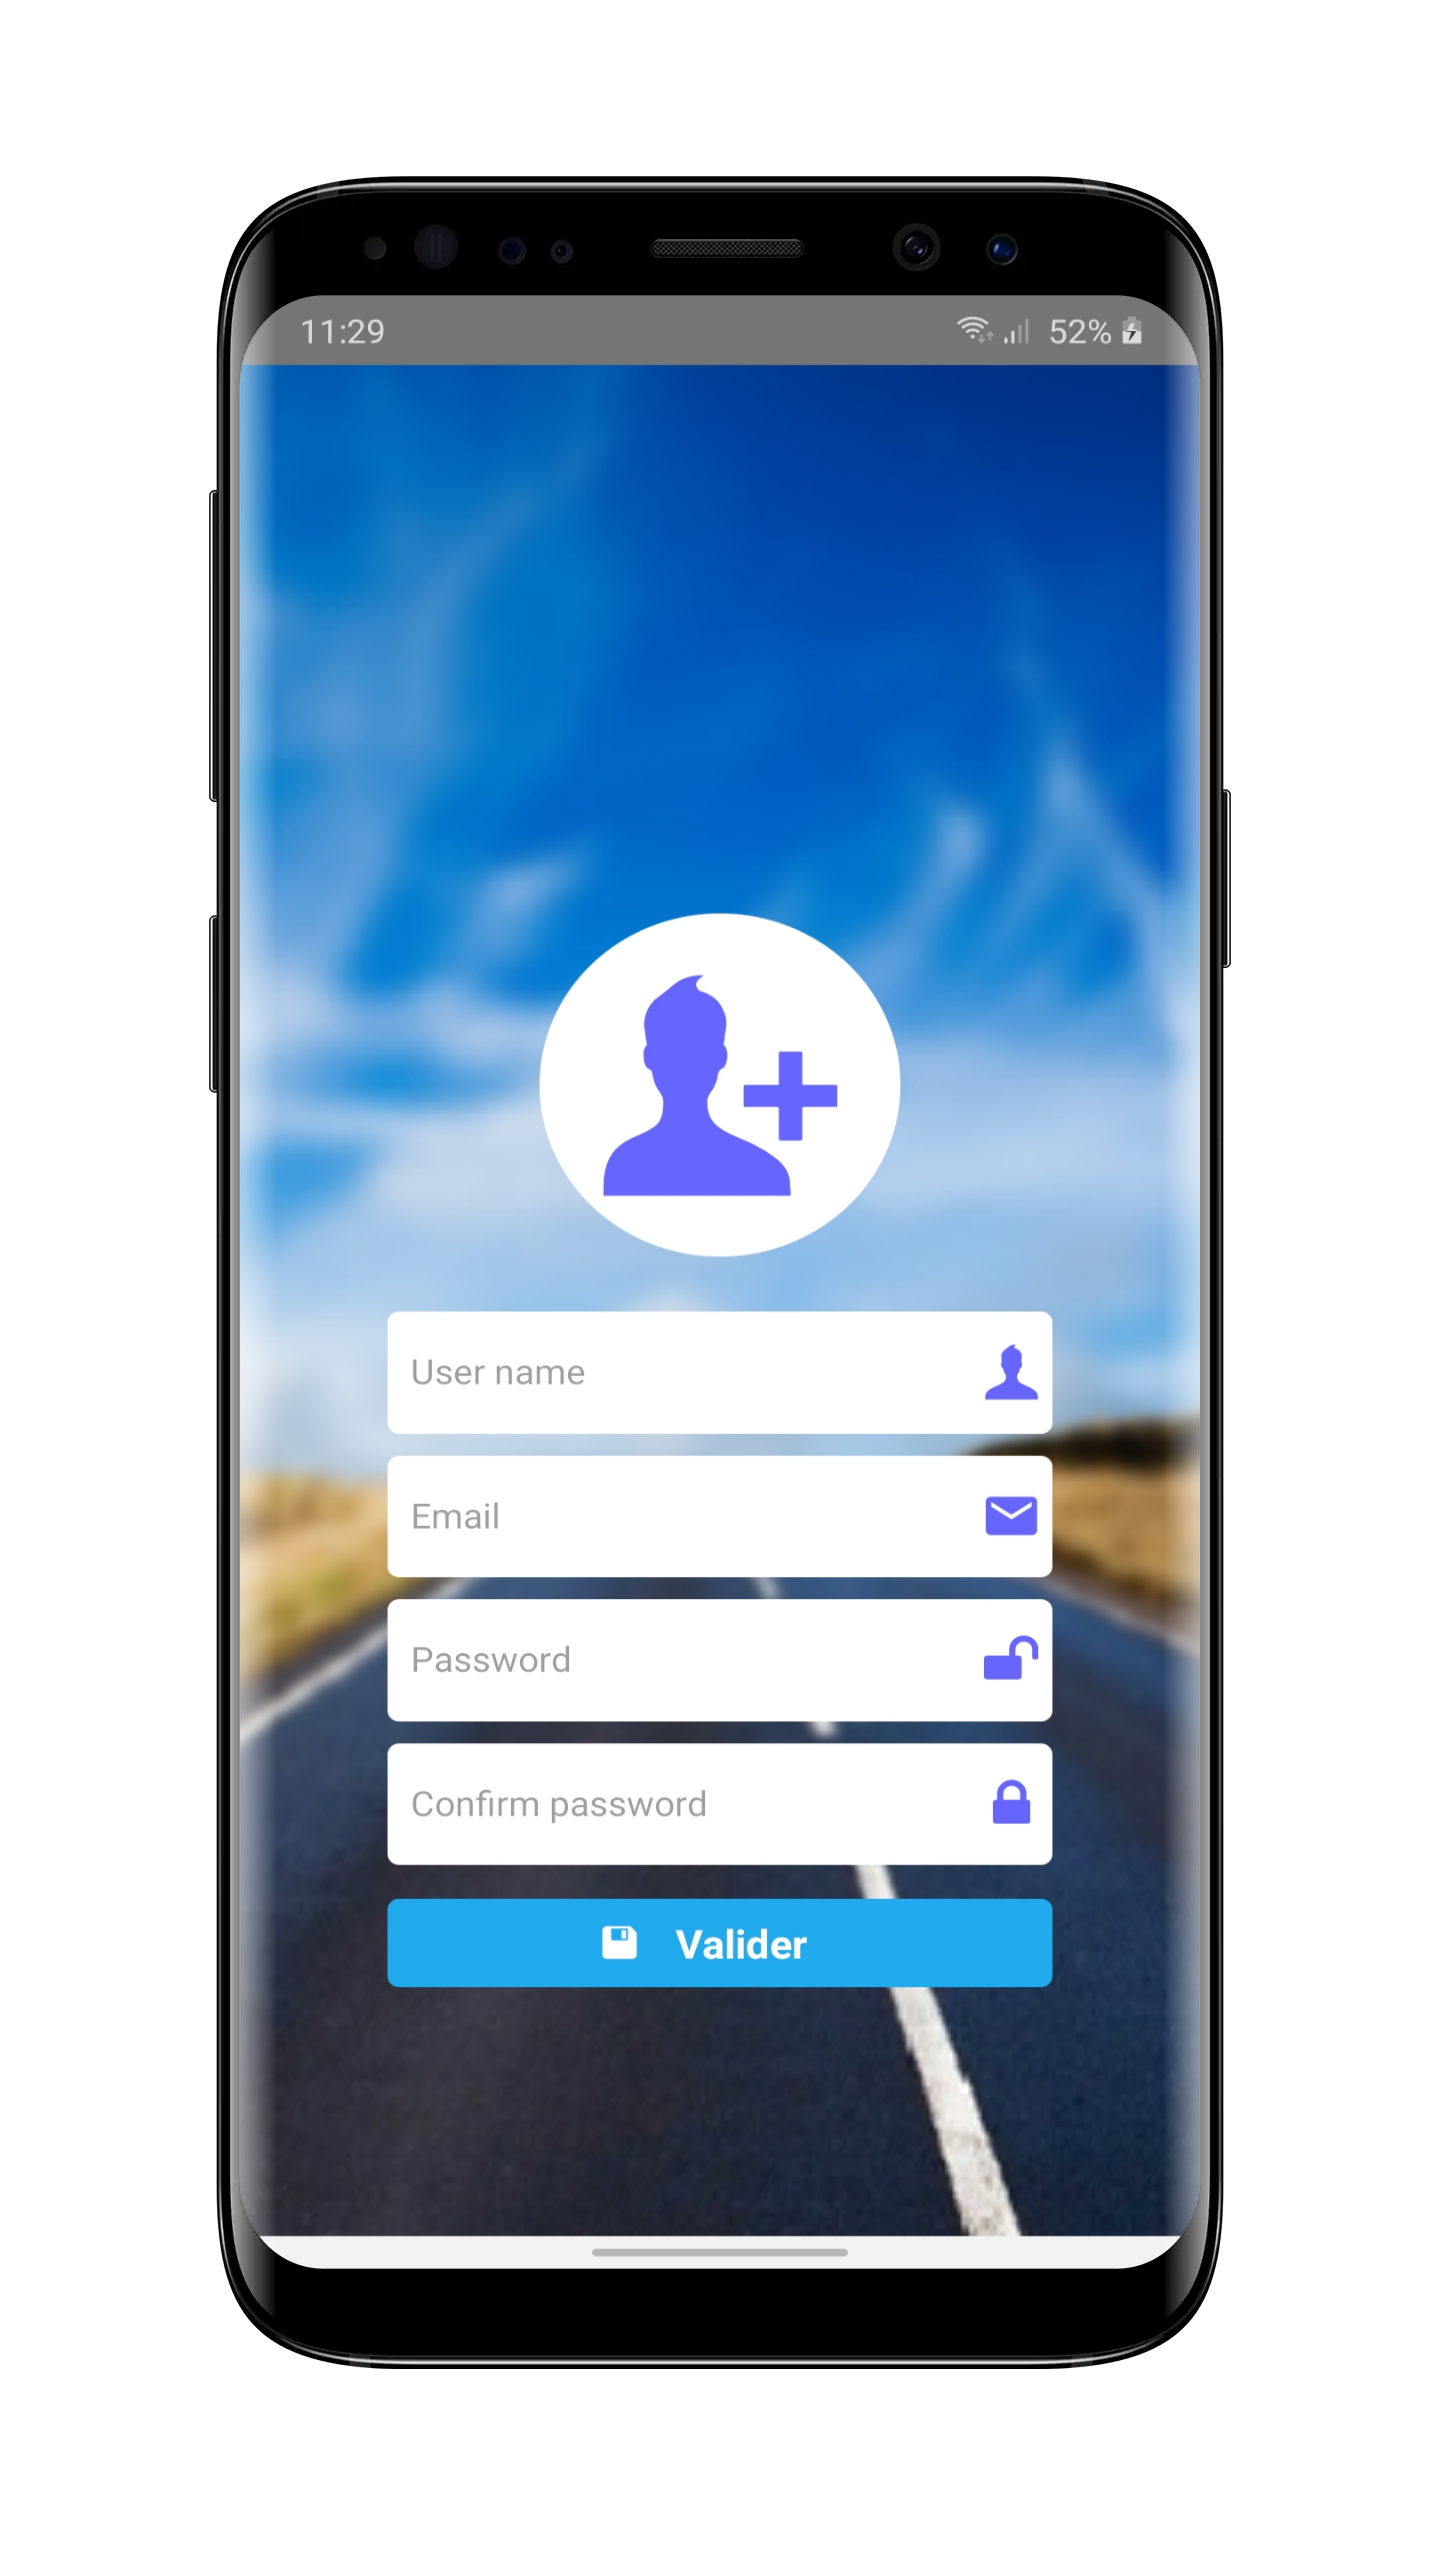 11:29 52%
User name
Email
Password
Confirm password
Valider